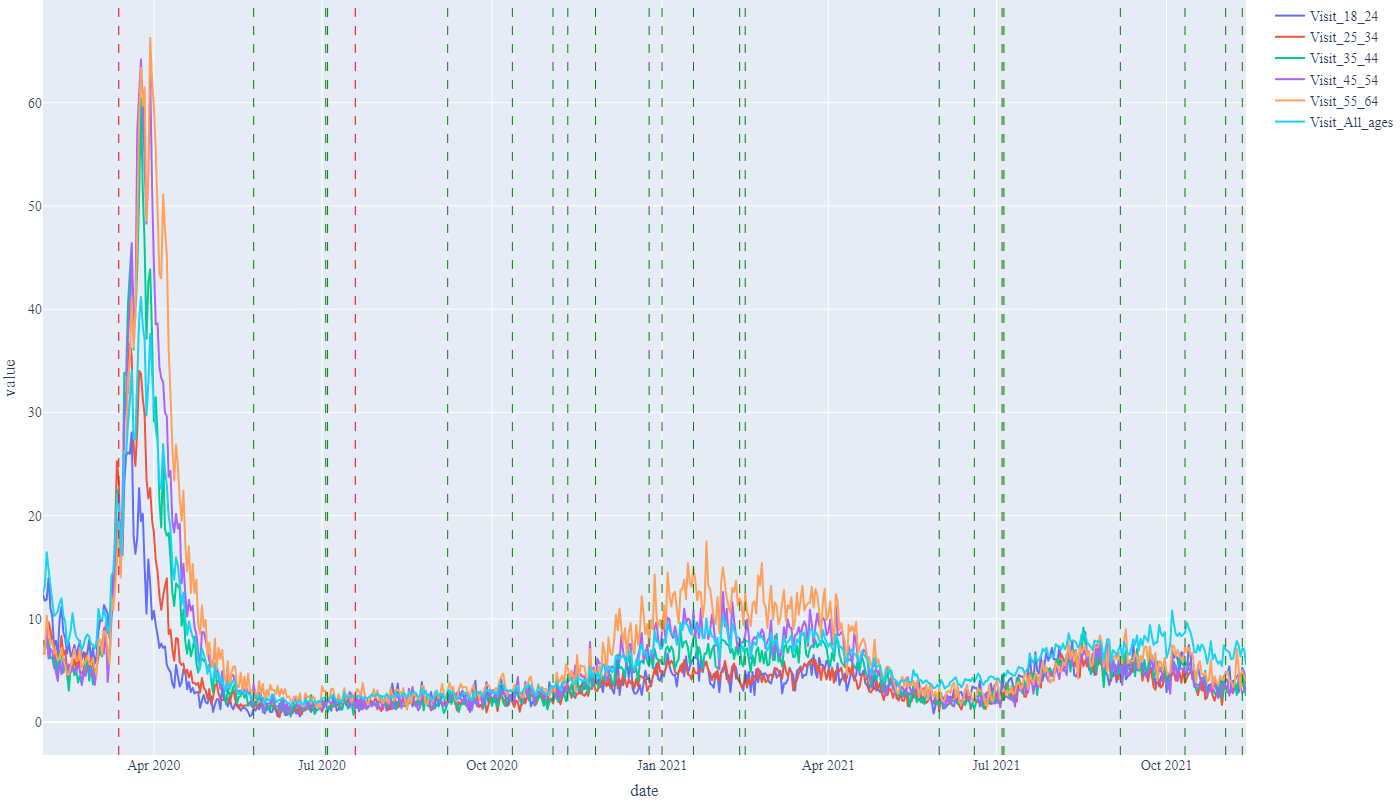 Visit_18_24
Visit_25_34
Visit_35_44
Visit_45_54
Visit_55_64
Visit_All_ages
value
60
50
40
30
20
10
0
Apr 2020
Jul 2020
Oct 2020
Jan 2021
Apr 2021
Jul 2021
Oct 2021
date